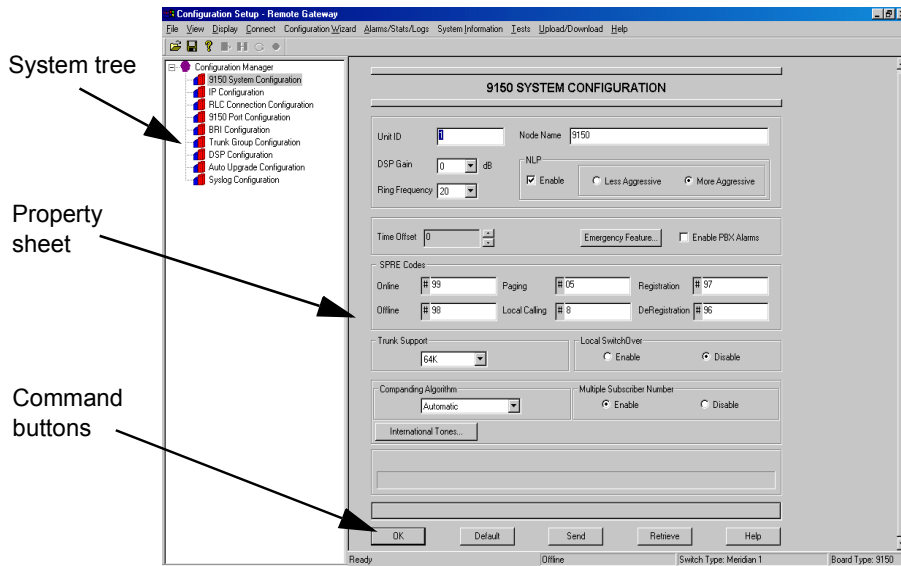 Configuration Setup - Remote Gateway
File View Display Connect Configuration Wizard Alarms/Stats/Logs System Information Tests Upload/Download Help
System tree
Configuration Manager
9150 System Configuration
IP Configuration
RLC Connection Configuration
9150 Port Configuration
BRI Configuration
Trunk Group Configuration
DSP Configuration
Auto Upgrade Configuration
Syslog Configuration
9150 SYSTEM CONFIGURATION
Unit ID 1 Node Name 9150
DSP Gain 0 dB NLP
Enable Less Aggressive More Aggressive
Ring Frequency 20
Property
sheet
Time Offset 0 Emergency Feature... Enable PBX Alarms
SPRE Codes
Online # 99 Paging # 05 Registration # 97
Offline # 98 Local Calling # 8 DeRegistration # 96
Trunk Support Local SwitchOver
64K Enable Disable
Command
buttons
Companding Algorithm Multiple Subscriber Number
Automatic Enable Disable
International Tones...
OK Default Send Retrieve Help
Ready Offline Switch Type: Meridian 1 Board Type: 9150